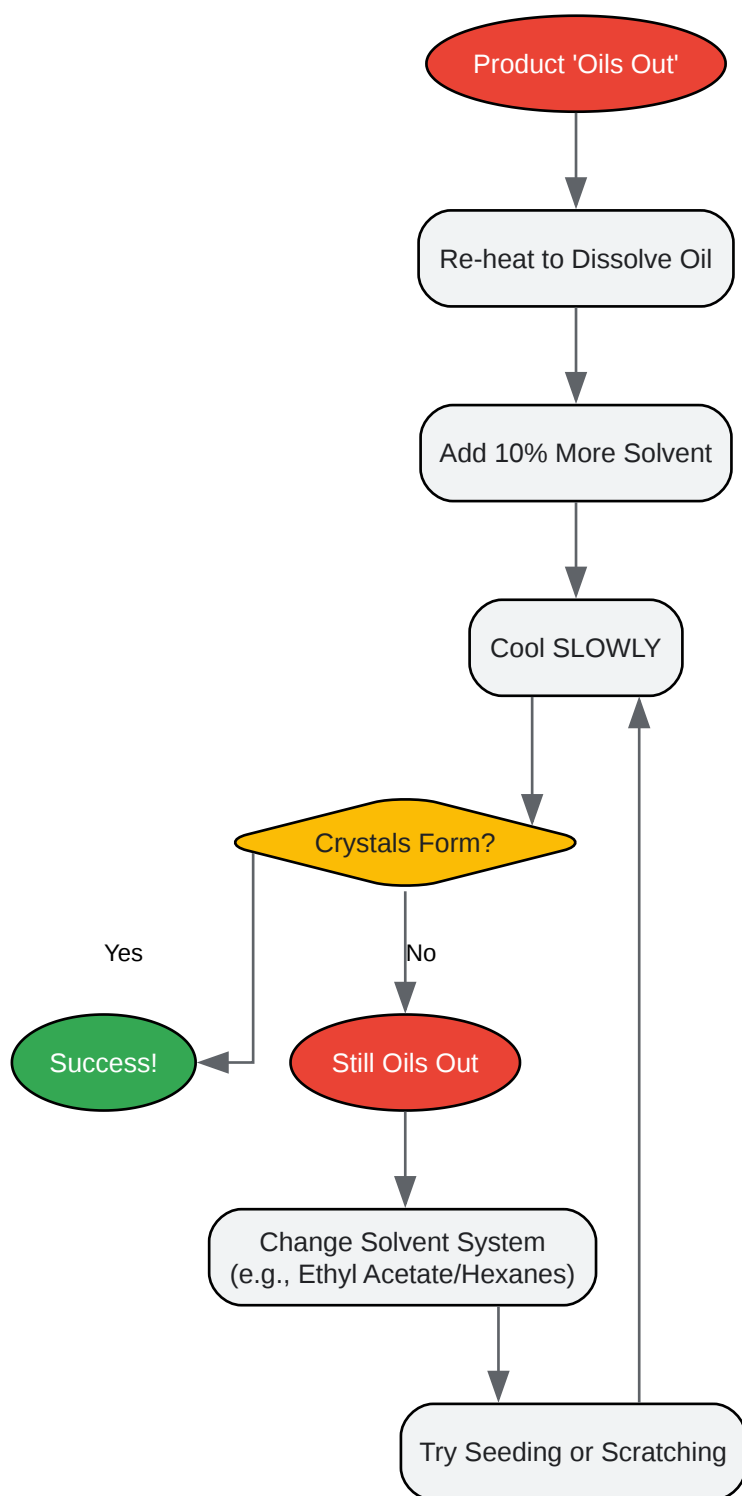 Product 'Oils Out'
Re-heat to Dissolve Oil
Add 10% More Solvent
Cool SLOWLY
Crystals Form?
Yes
No
Success!
Still Oils Out
Change Solvent System
(e.g., Ethyl Acetate/Hexanes)
Try Seeding or Scratching